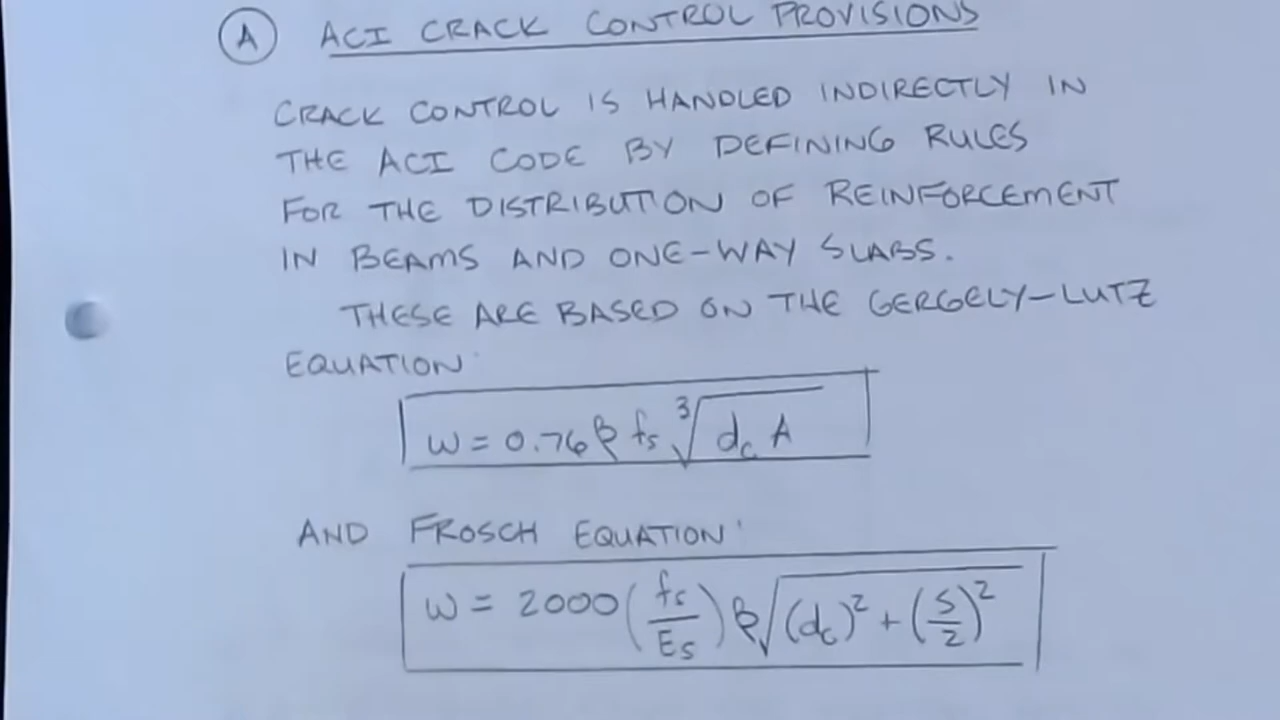 A ACI CRACK CONTROL PROVISIONS
CRACK CONTROL IS HANDLED INDIRECTLY IN
THE ACI CODE BY DEFINING RULES
FOR THE DISTRIBUTION OF REINFORCEMENT
IN BEAMS AND ONE-WAY SLABS.
THESE ARE BASED ON THE GERGELY-LUTZ
EQUATION:
w = 0.76 β fs ∛(dc A)
AND FROSCH EQUATION:
w = 2000 (fs/Es) β √((dc)² + (s/2)²)